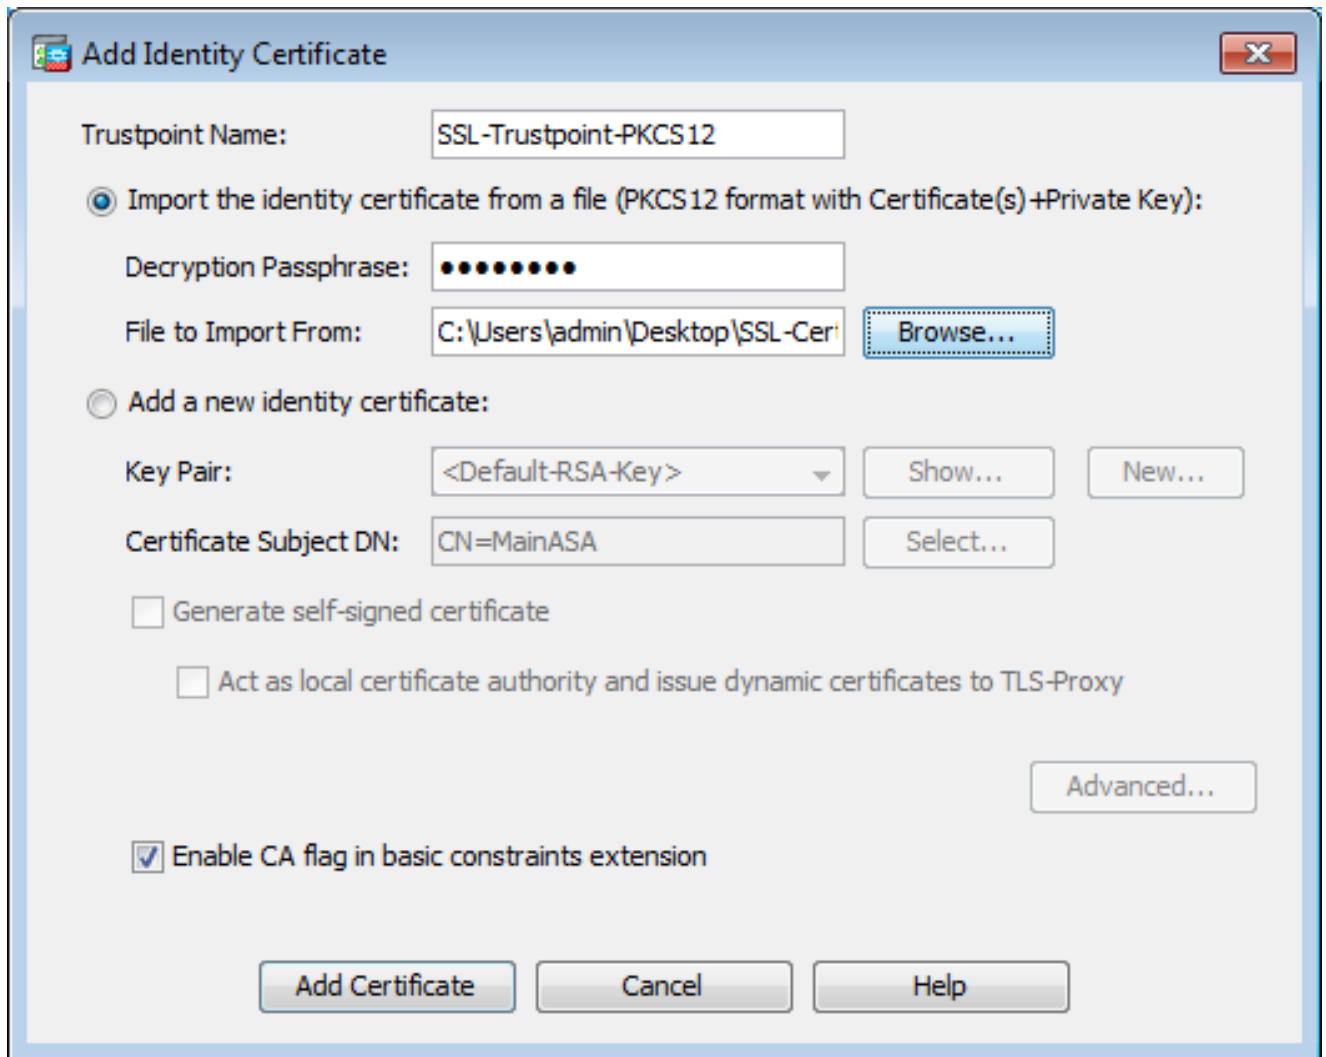 Add Identity Certificate
Trustpoint Name: SSL-Trustpoint-PKCS12
Import the identity certificate from a file (PKCS12 format with Certificate(s)+Private Key):
Decryption Passphrase: ••••••••
File to Import From: C:\Users\admin\Desktop\SSL-Cert Browse...
Add a new identity certificate:
Key Pair: <Default-RSA-Key> Show... New...
Certificate Subject DN: CN=MainASA Select...
Generate self-signed certificate
Act as local certificate authority and issue dynamic certificates to TLS-Proxy
Advanced...
Enable CA flag in basic constraints extension
Add Certificate Cancel Help